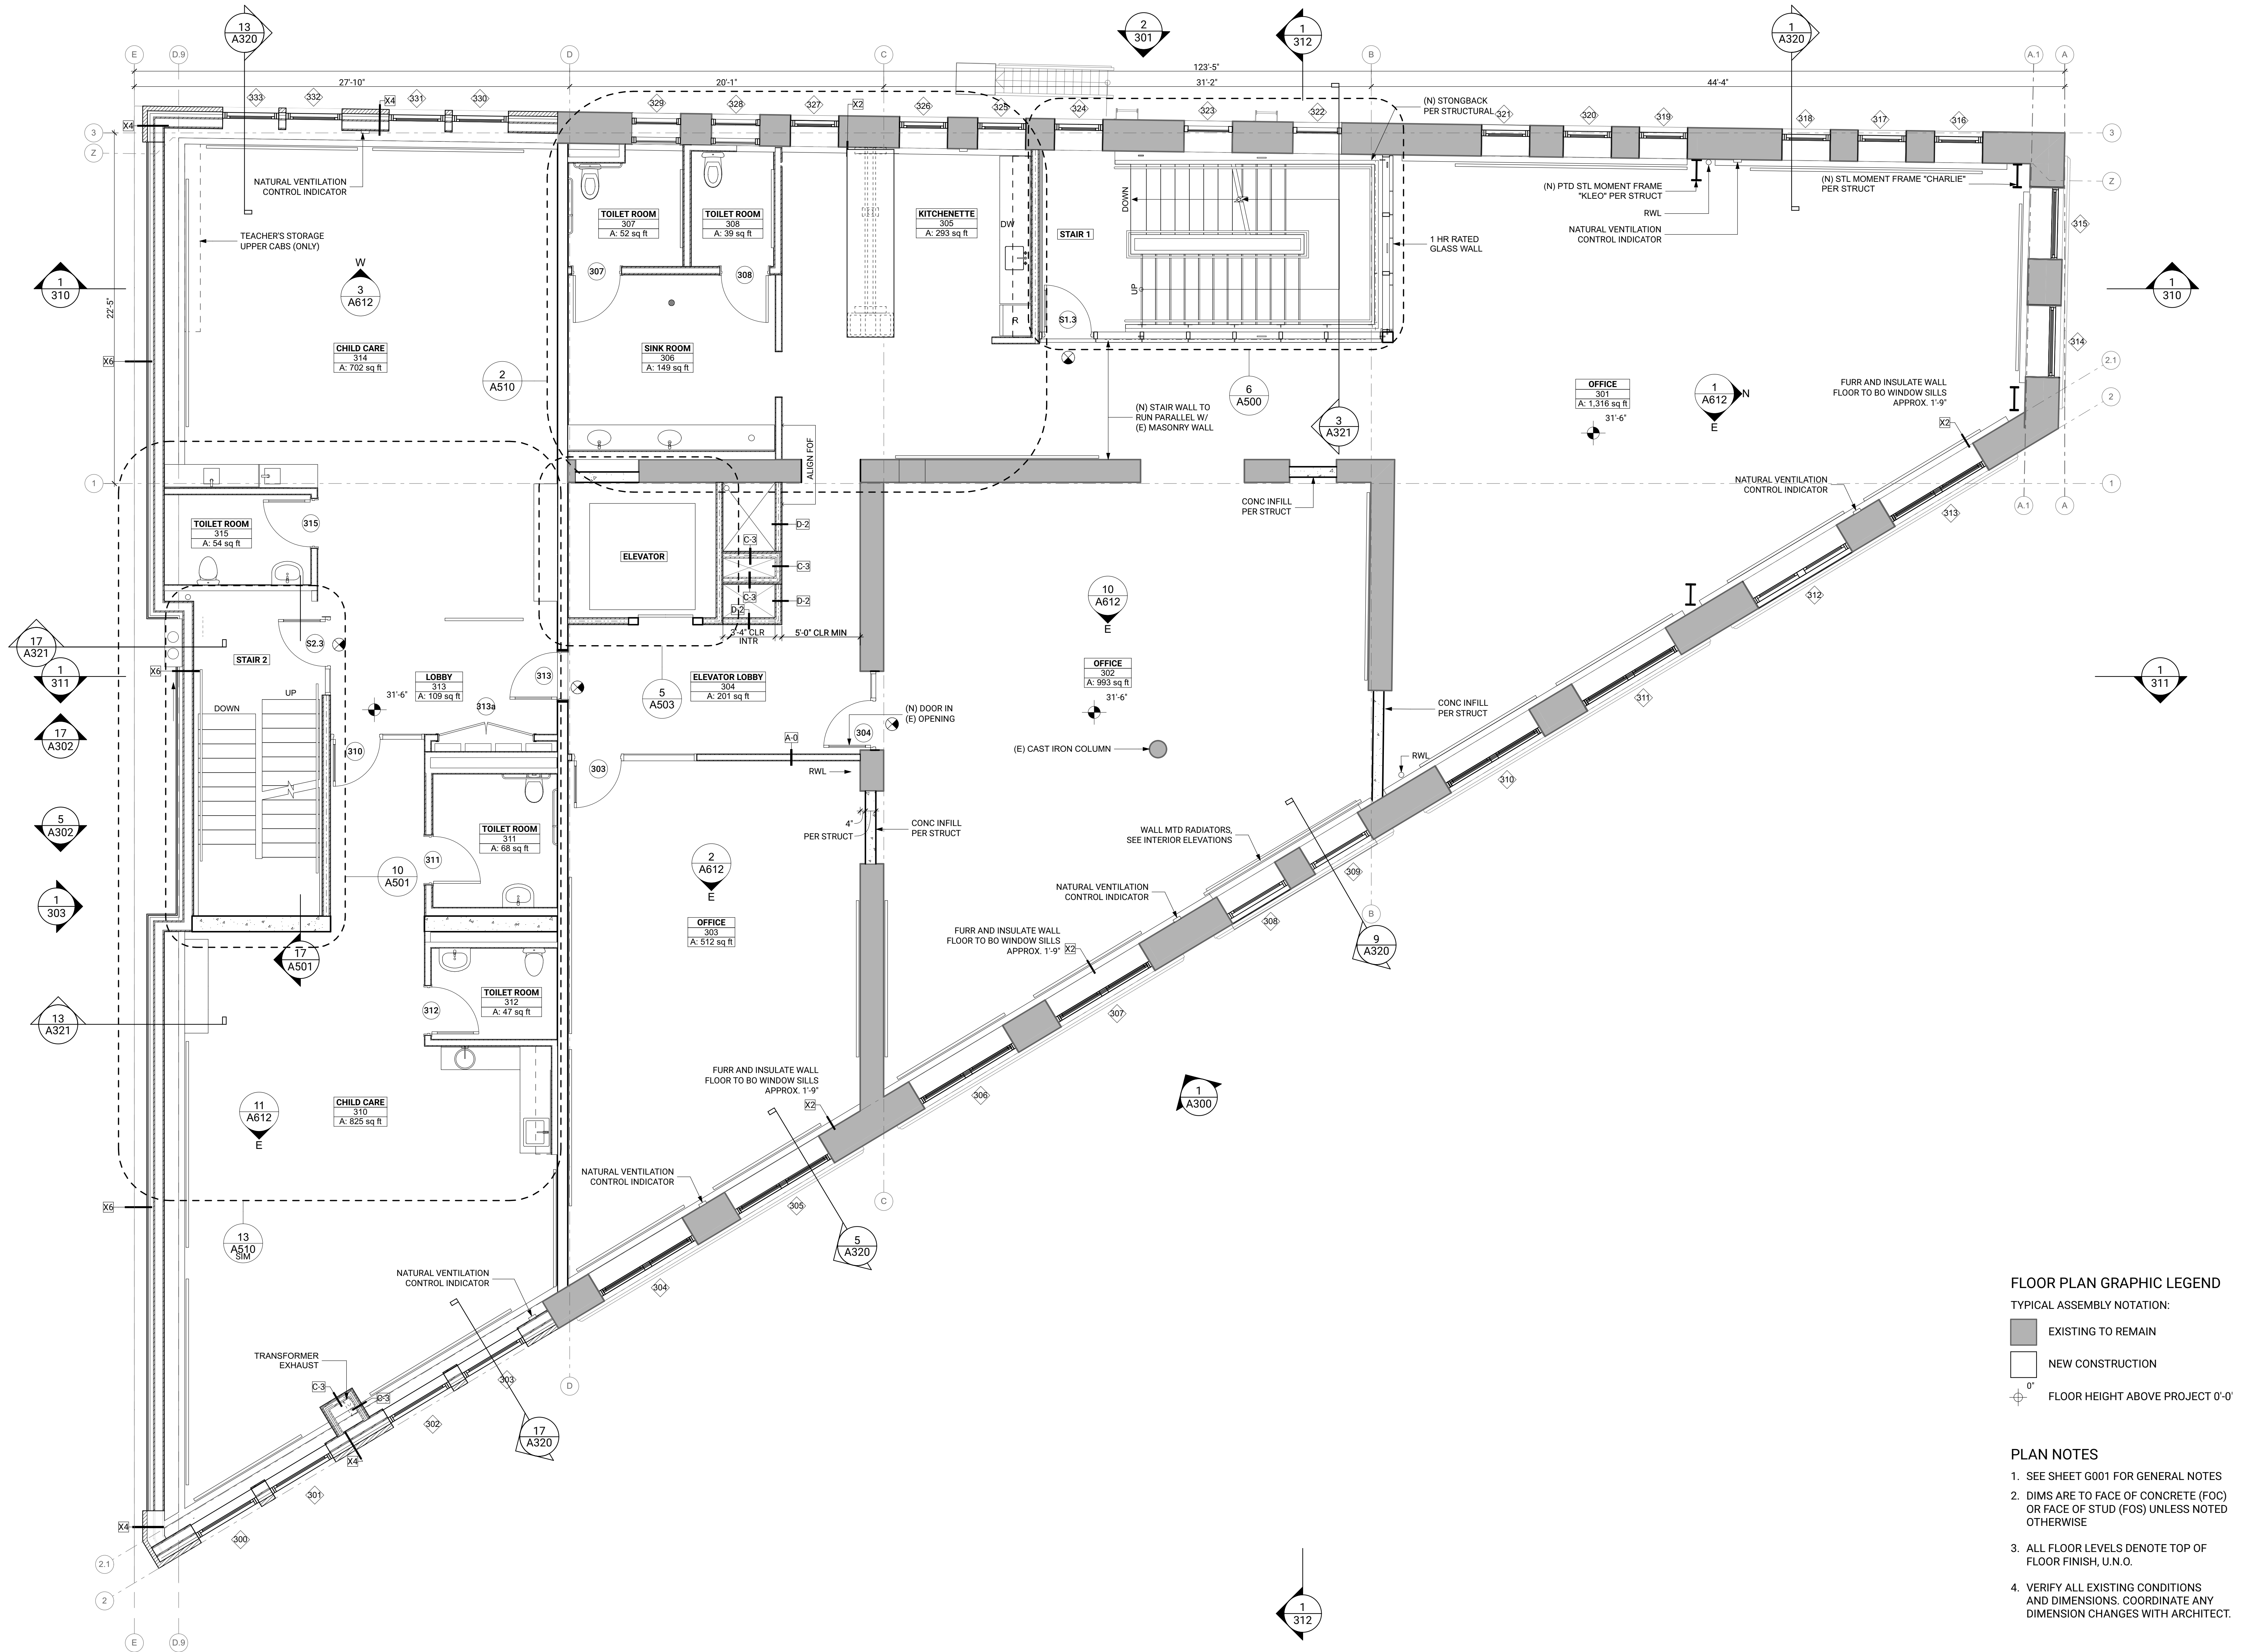 13
A320
2
301
1
312
1
A320
E
D.9
D
C
B
A.1
A
123'-5"
27'-10"
20'-1"
31'-2"
44'-4"
333
332
X4
331
330
329
328
327
X2
326
325
324
323
322
(N) STONGBACK
PER STRUCTURAL
321
320
319
318
317
316
X4
3
Z
3
Z
NATURAL VENTILATION
CONTROL INDICATOR
TEACHER'S STORAGE
UPPER CABS (ONLY)
TOILET ROOM
307
A: 52 sq ft
TOILET ROOM
308
A: 39 sq ft
KITCHENETTE
305
A: 293 sq ft
DW
R
STAIR 1
DOWN
UP
1 HR RATED
GLASS WALL
(N) PTD STL MOMENT FRAME
"KLEO" PER STRUCT
RWL
NATURAL VENTILATION
CONTROL INDICATOR
(N) STL MOMENT FRAME "CHARLIE"
PER STRUCT
315
314
1
310
22'-5"
W
3
A612
307
308
S1.3
1
310
CHILD CARE
314
A: 702 sq ft
SINK ROOM
306
A: 149 sq ft
X6
2
A510
6
A500
3
A321
(N) STAIR WALL TO
RUN PARALLEL W/
(E) MASONRY WALL
OFFICE
301
A: 1,316 sq ft
31'-6"
1
A612
N
E
FURR AND INSULATE WALL
FLOOR TO BO WINDOW SILLS
APPROX. 1'-9"
X2
2.1
2
ALIGN FOF
1
1
A.1
A
CONC INFILL
PER STRUCT
NATURAL VENTILATION
CONTROL INDICATOR
313
TOILET ROOM
315
A: 54 sq ft
315
ELEVATOR
D-2
C-3
C-3
C-3
D-2
D-2
3'-4" CLR
INTR
5'-0" CLR MIN
10
A612
E
312
17
A321
1
311
S2.3
STAIR 2
X6
UP
DOWN
31'-6"
LOBBY
313
A: 109 sq ft
313
313a
5
A503
ELEVATOR LOBBY
304
A: 201 sq ft
(N) DOOR IN
(E) OPENING
304
OFFICE
302
A: 993 sq ft
31'-6"
CONC INFILL
PER STRUCT
311
1
311
17
A302
310
303
A-0
RWL
(E) CAST IRON COLUMN
RWL
310
5
A302
TOILET ROOM
311
A: 68 sq ft
311
4"
PER STRUCT
CONC INFILL
PER STRUCT
WALL MTD RADIATORS,
SEE INTERIOR ELEVATIONS
309
10
A501
2
A612
E
NATURAL VENTILATION
CONTROL INDICATOR
B
308
1
303
OFFICE
303
A: 512 sq ft
FURR AND INSULATE WALL
FLOOR TO BO WINDOW SILLS
APPROX. 1'-9"
X2
9
A320
17
A501
TOILET ROOM
312
A: 47 sq ft
312
13
A321
307
FURR AND INSULATE WALL
FLOOR TO BO WINDOW SILLS
APPROX. 1'-9"
X2
306
1
A300
11
A612
E
CHILD CARE
310
A: 825 sq ft
NATURAL VENTILATION
CONTROL INDICATOR
305
C
X6
13
A510
SIM
5
A320
NATURAL VENTILATION
CONTROL INDICATOR
304
TRANSFORMER
EXHAUST
C-3
C-3
303
D
302
17
A320
X4
301
X4
300
2.1
2
E
D.9
1
312
FLOOR PLAN GRAPHIC LEGEND
TYPICAL ASSEMBLY NOTATION:
EXISTING TO REMAIN
NEW CONSTRUCTION
0"
FLOOR HEIGHT ABOVE PROJECT 0'-0'
PLAN NOTES
1. SEE SHEET G001 FOR GENERAL NOTES
2. DIMS ARE TO FACE OF CONCRETE (FOC)
OR FACE OF STUD (FOS) UNLESS NOTED
OTHERWISE
3. ALL FLOOR LEVELS DENOTE TOP OF
FLOOR FINISH, U.N.O.
4. VERIFY ALL EXISTING CONDITIONS
AND DIMENSIONS. COORDINATE ANY
DIMENSION CHANGES WITH ARCHITECT.